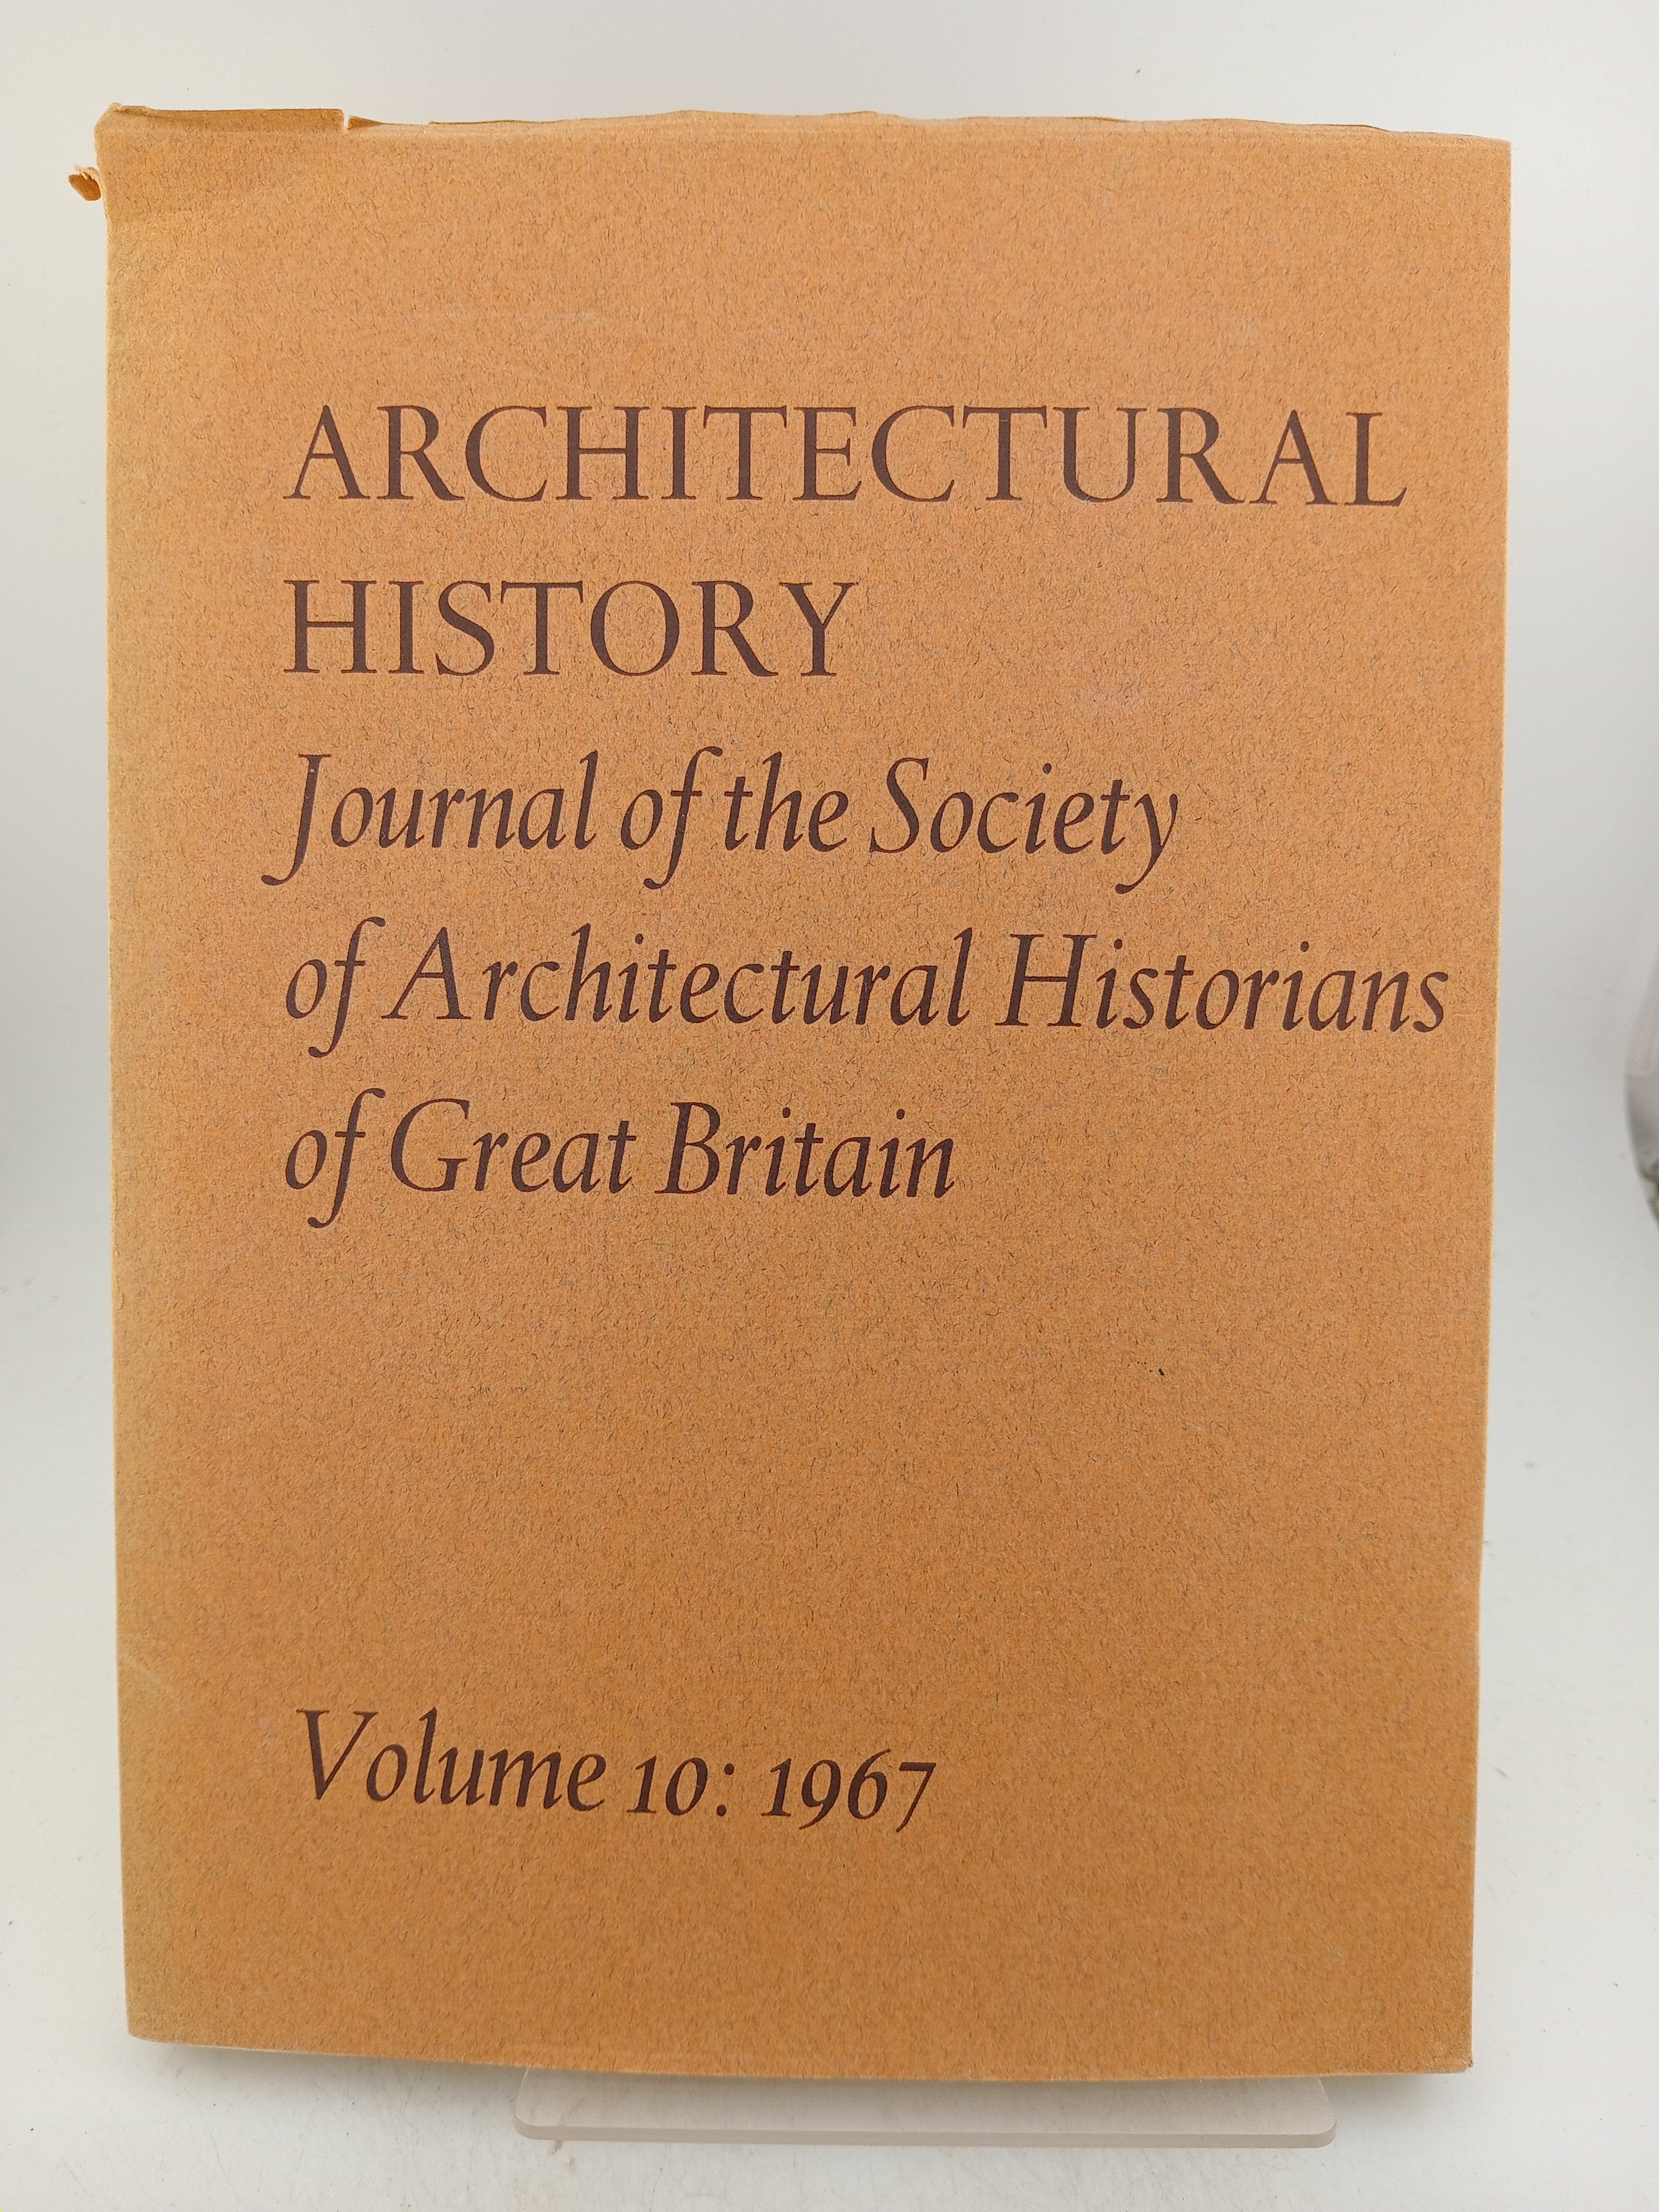 ARCHITECTURAL
HISTORY
Journal of the Society
of Architectural Historians
of Great Britain
Volume 10: 1967